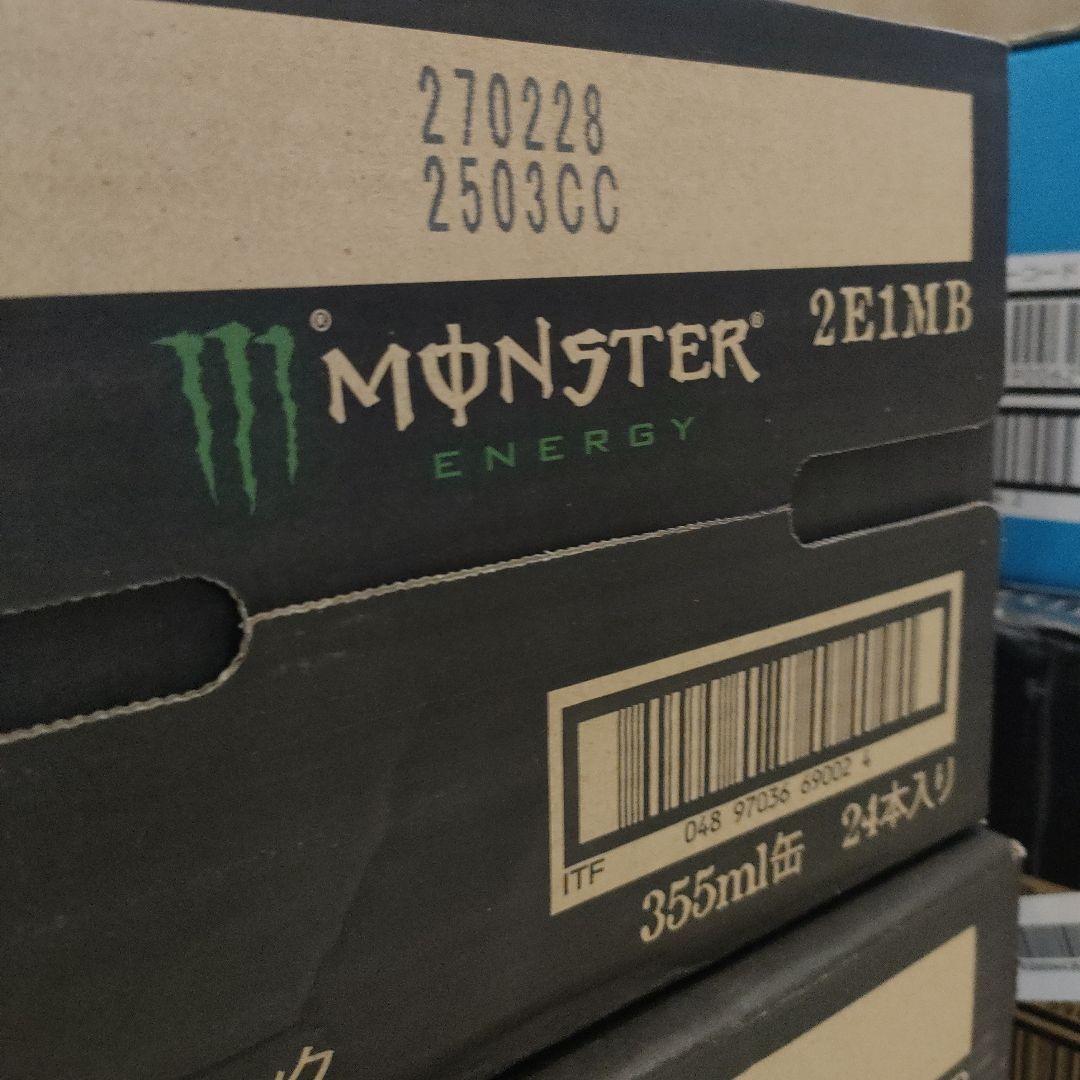 270228
2503CC
MONSTER® 2E1MB
ENERGY
048 97036 69002 4
ITF
355ml缶 24本入り
ク